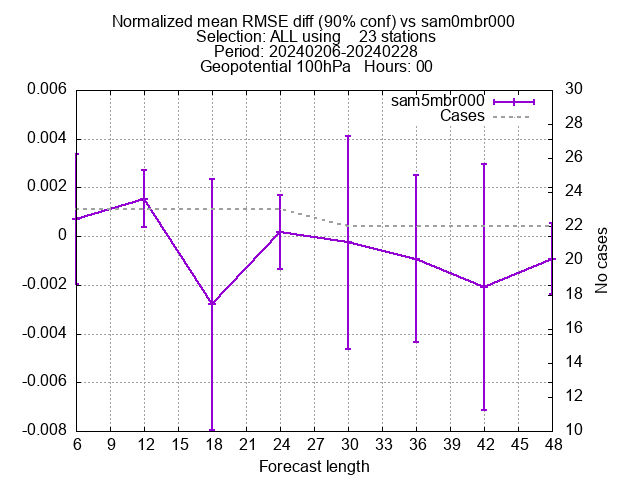 Normalized mean RMSE diff (90% conf) vs sam0mbr000
Selection: ALL using    23 stations
Period: 20240206-20240228
Geopotential 100hPa   Hours: 00
sam5mbr000
Cases
0.006
0.004
0.002
0
-0.002
-0.004
-0.006
-0.008
30
28
26
24
22
20
18
16
14
12
10
No cases
6 9 12 15 18 21 24 27 30 33 36 39 42 45 48
Forecast length